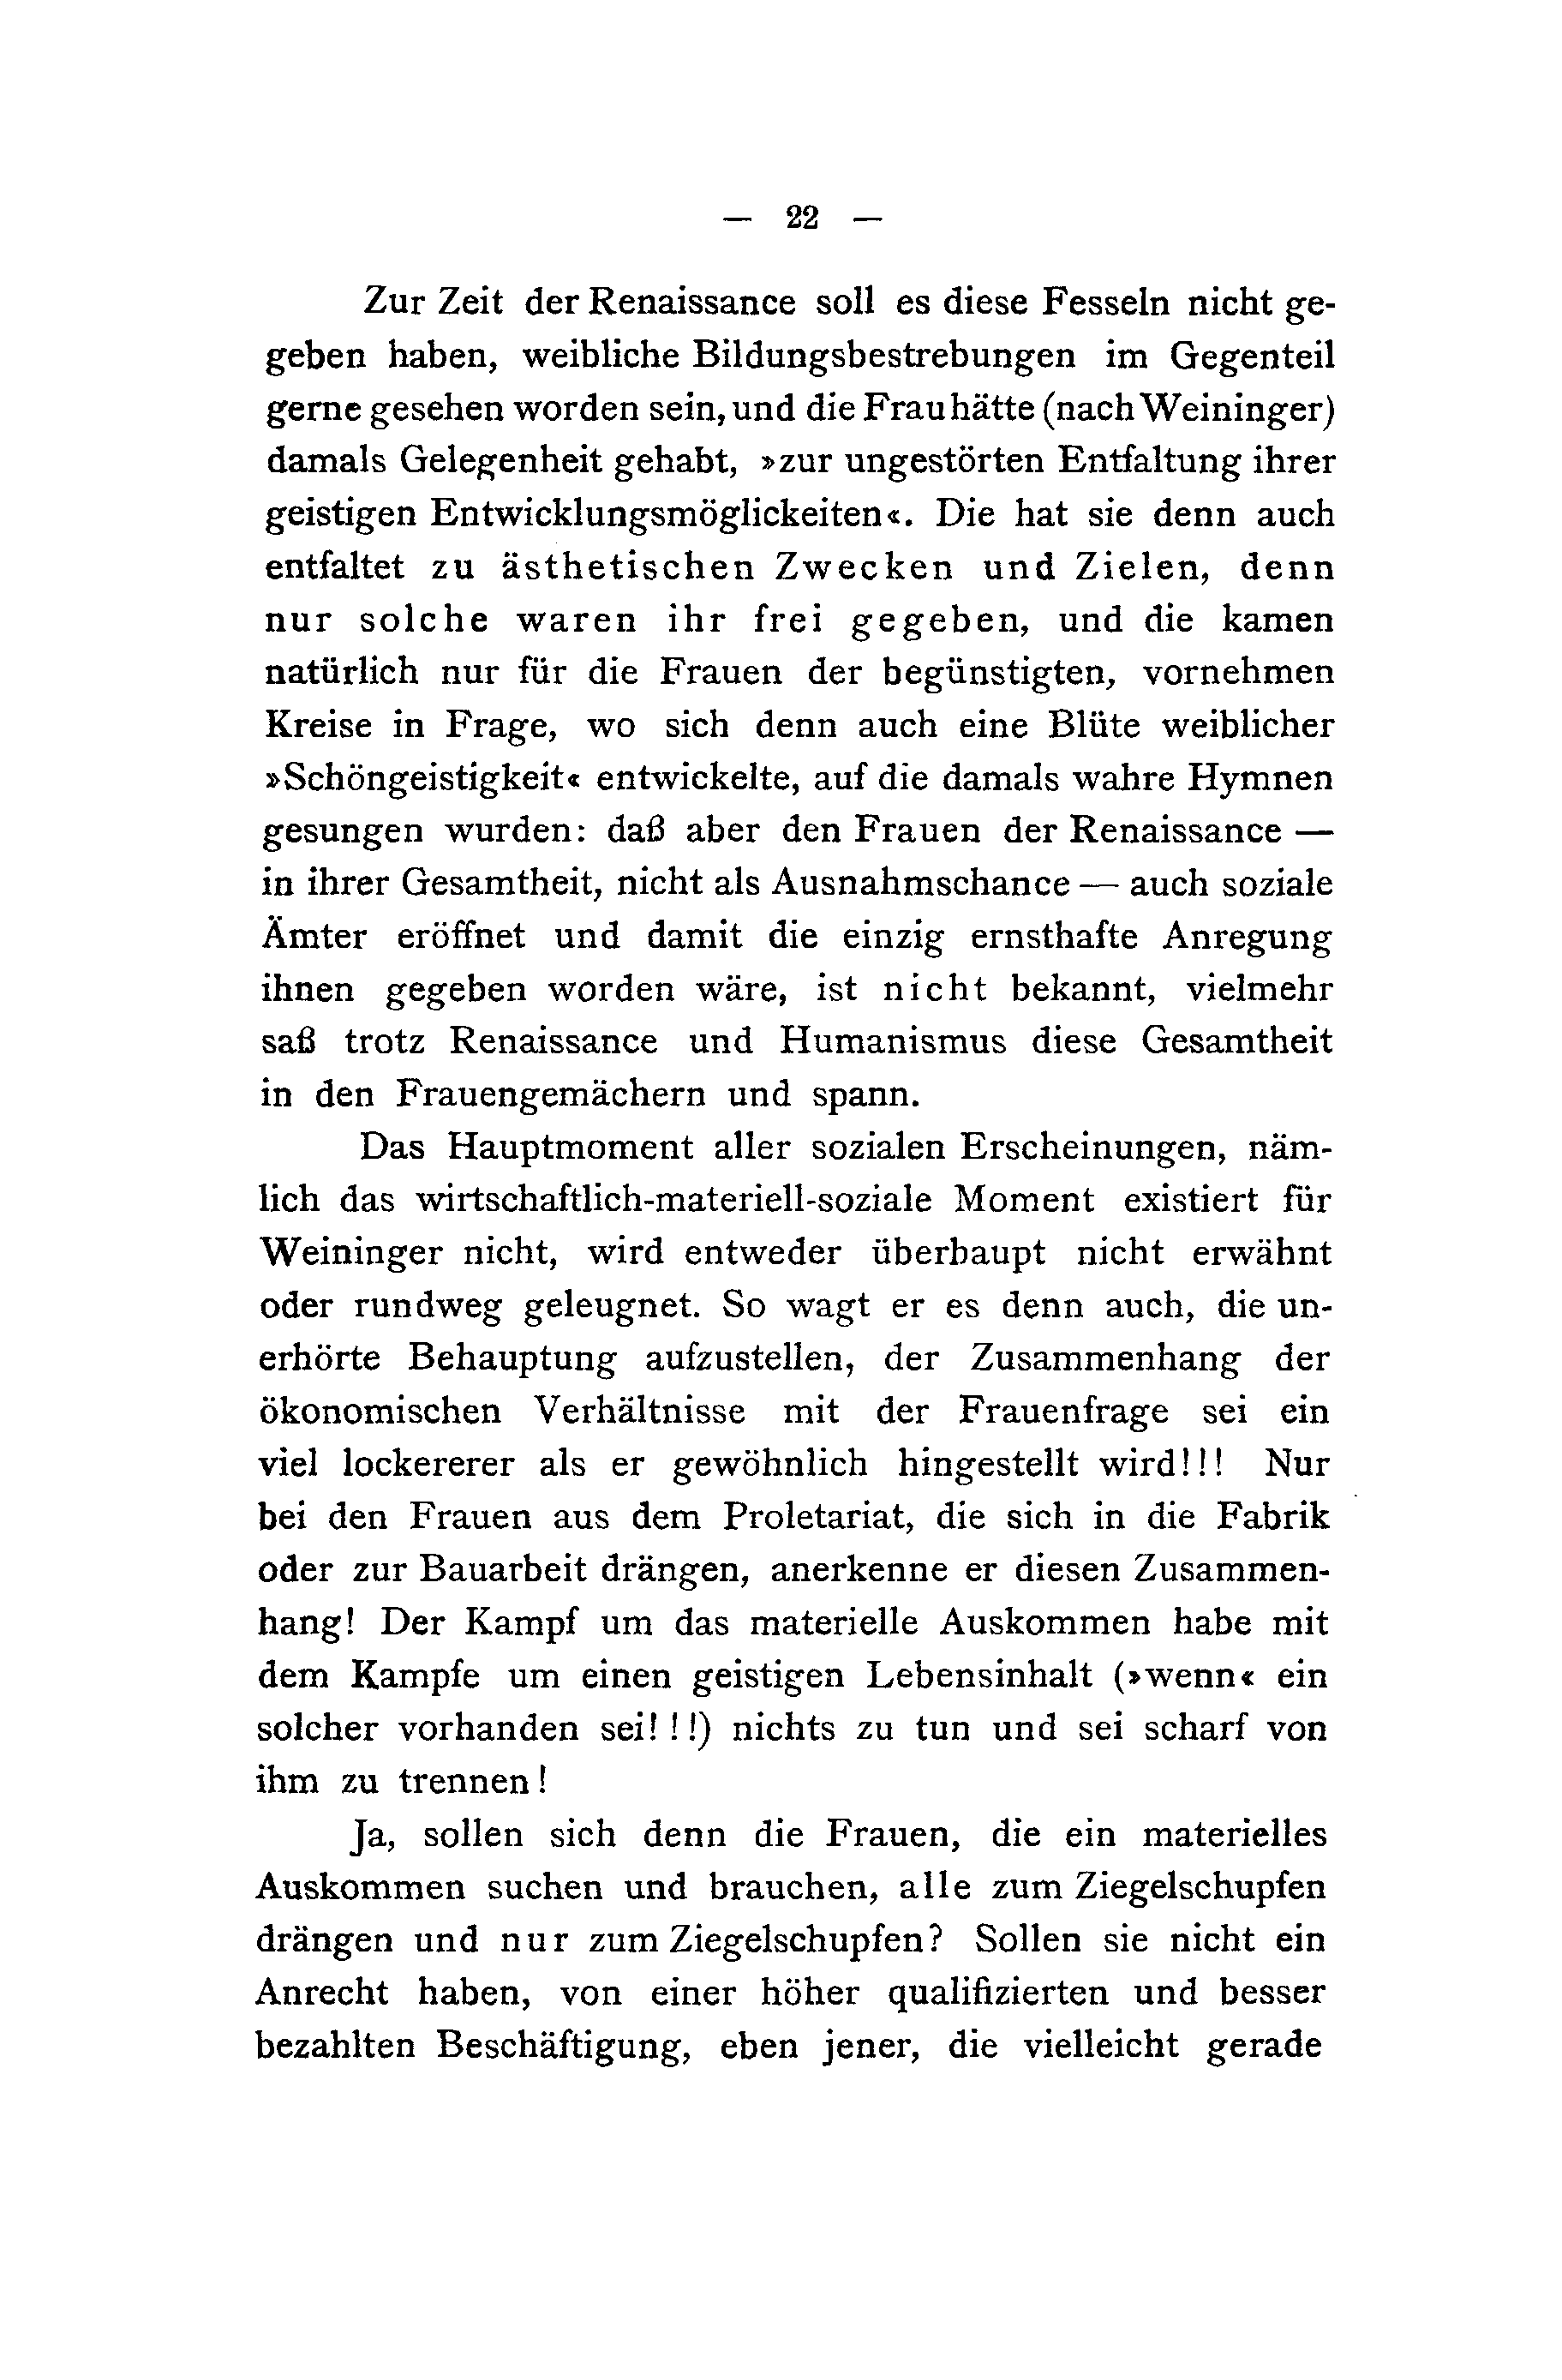 — 22 —
Zur Zeit der Renaissance soll es diese Fesseln nicht ge-
geben haben, weibliche Bildungsbestrebungen im Gegenteil
gerne gesehen worden sein, und die Frau hätte (nach Weininger)
damals Gelegenheit gehabt, »zur ungestörten Entfaltung ihrer
geistigen Entwicklungsmöglickeiten«. Die hat sie denn auch
entfaltet zu ästhetischen Zwecken und Zielen, denn
nur solche waren ihr frei gegeben, und die kamen
natürlich nur für die Frauen der begünstigten, vornehmen
Kreise in Frage, wo sich denn auch eine Blüte weiblicher
»Schöngeistigkeit« entwickelte, auf die damals wahre Hymnen
gesungen wurden: daß aber den Frauen der Renaissance —
in ihrer Gesamtheit, nicht als Ausnahmschance — auch soziale
Ämter eröffnet und damit die einzig ernsthafte Anregung
ihnen gegeben worden wäre, ist nicht bekannt, vielmehr
saß trotz Renaissance und Humanismus diese Gesamtheit
in den Frauengemächern und spann.
Das Hauptmoment aller sozialen Erscheinungen, näm-
lich das wirtschaftlich-materiell-soziale Moment existiert für
Weininger nicht, wird entweder überhaupt nicht erwähnt
oder rundweg geleugnet. So wagt er es denn auch, die un-
erhörte Behauptung aufzustellen, der Zusammenhang der
ökonomischen Verhältnisse mit der Frauenfrage sei ein
viel lockererer als er gewöhnlich hingestellt wird!!! Nur
bei den Frauen aus dem Proletariat, die sich in die Fabrik
oder zur Bauarbeit drängen, anerkenne er diesen Zusammen-
hang! Der Kampf um das materielle Auskommen habe mit
dem Kampfe um einen geistigen Lebensinhalt (»wenn« ein
solcher vorhanden sei! ! !) nichts zu tun und sei scharf von
ihm zu trennen!
Ja, sollen sich denn die Frauen, die ein materielles
Auskommen suchen und brauchen, alle zum Ziegelschupfen
drängen und nur zum Ziegelschupfen? Sollen sie nicht ein
Anrecht haben, von einer höher qualifizierten und besser
bezahlten Beschäftigung, eben jener, die vielleicht gerade